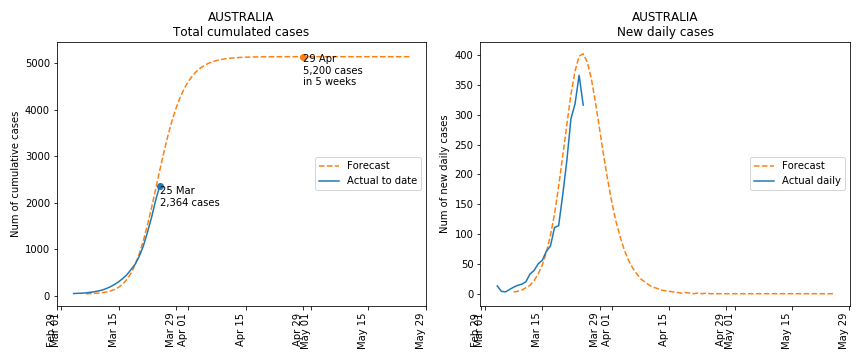 AUSTRALIA
Total cumulated cases
Num of cumulative cases
5000
4000
3000
2000
1000
0
29 Apr
5,200 cases
in 5 weeks
25 Mar
2,364 cases
Forecast
Actual to date
Feb 29
Mar 01
Mar 15
Mar 29
Apr 01
Apr 15
Apr 29
May 01
May 15
May 29
AUSTRALIA
New daily cases
Num of new daily cases
400
350
300
250
200
150
100
50
0
Forecast
Actual daily
Feb 29
Mar 01
Mar 15
Mar 29
Apr 01
Apr 15
Apr 29
May 01
May 15
May 29